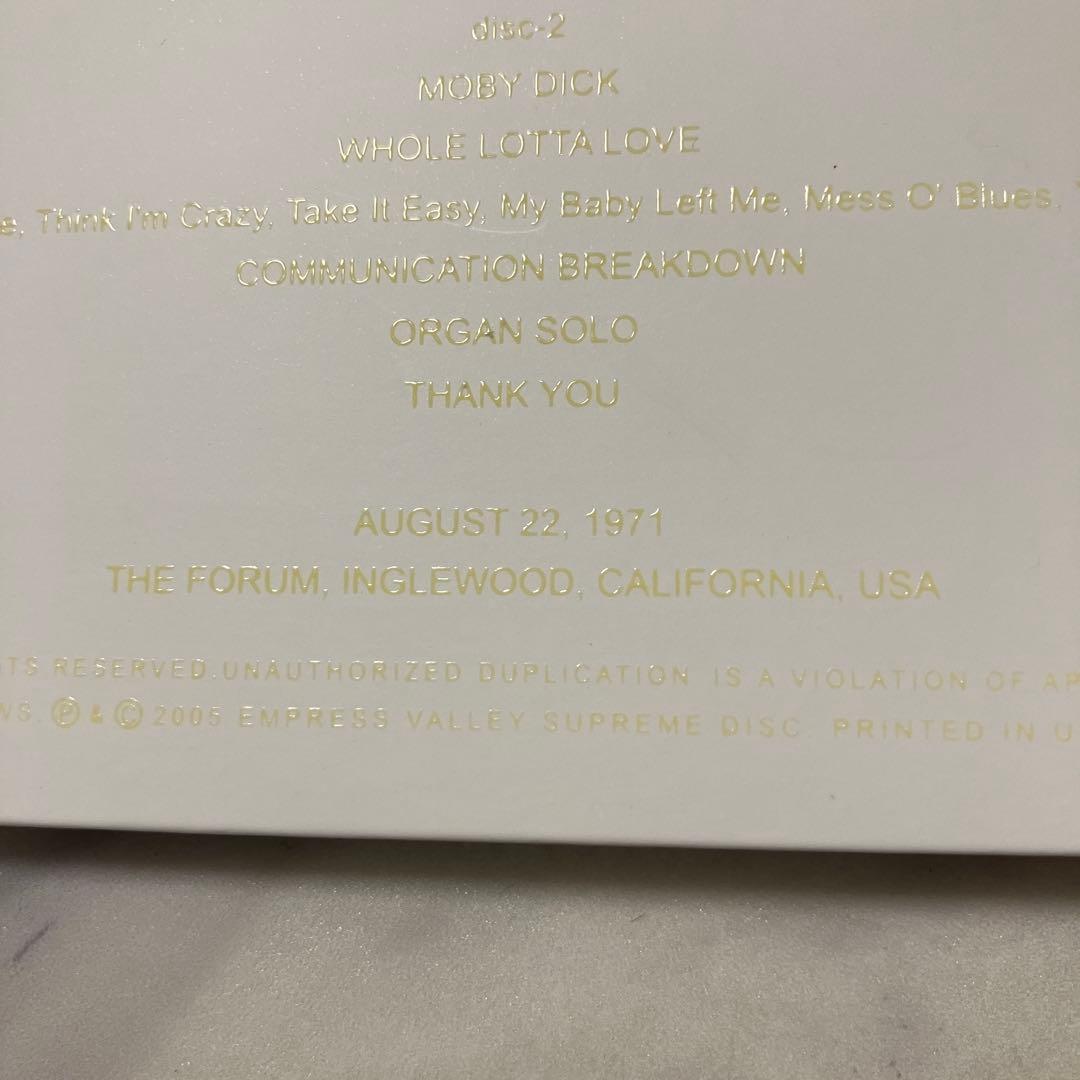 disc-2
MOBY DICK
WHOLE LOTTA LOVE
e, Think I'm Crazy, Take It Easy, My Baby Left Me, Mess O' Blues,
COMMUNICATION BREAKDOWN
ORGAN SOLO
THANK YOU
AUGUST 22, 1971
THE FORUM, INGLEWOOD, CALIFORNIA, USA
TS RESERVED.UNAUTHORIZED DUPLICATION IS A VIOLATION OF AP
WS. ℗ & © 2005 EMPRESS VALLEY SUPREME DISC. PRINTED IN U